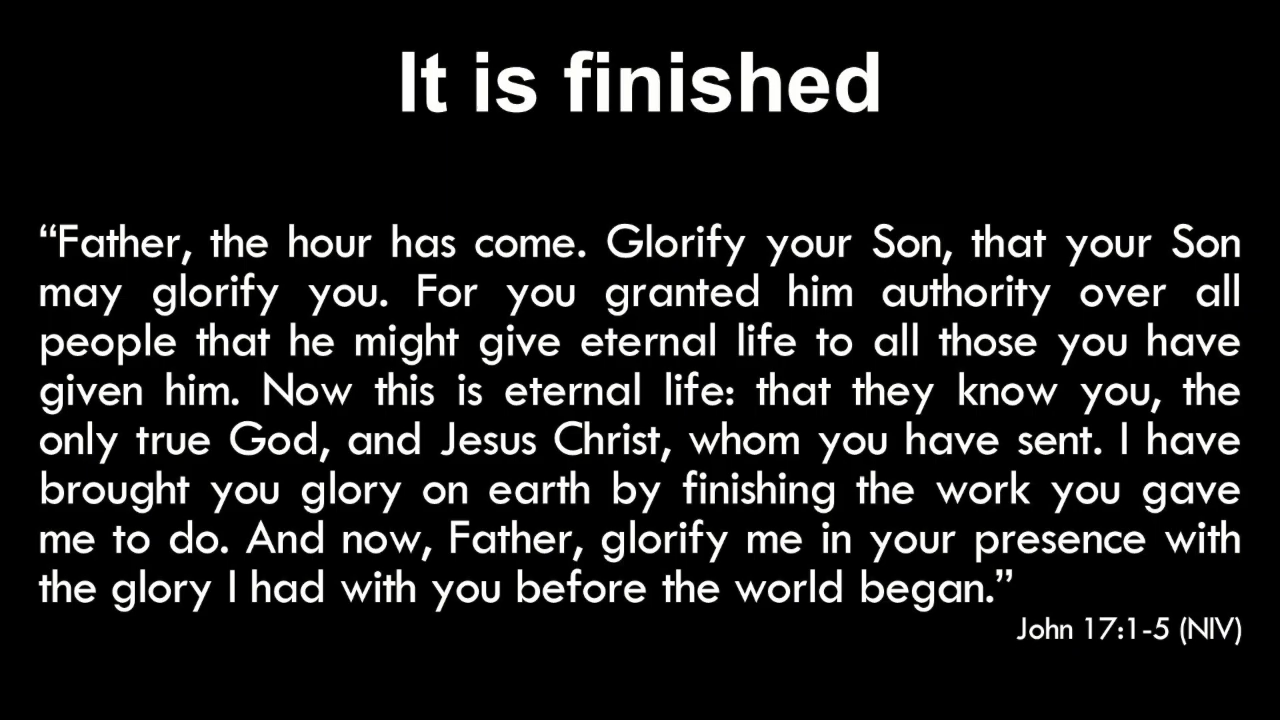 It is finished
“Father, the hour has come. Glorify your Son, that your Son
may glorify you. For you granted him authority over all
people that he might give eternal life to all those you have
given him. Now this is eternal life: that they know you, the
only true God, and Jesus Christ, whom you have sent. I have
brought you glory on earth by finishing the work you gave
me to do. And now, Father, glorify me in your presence with
the glory I had with you before the world began.”
John 17:1-5 (NIV)